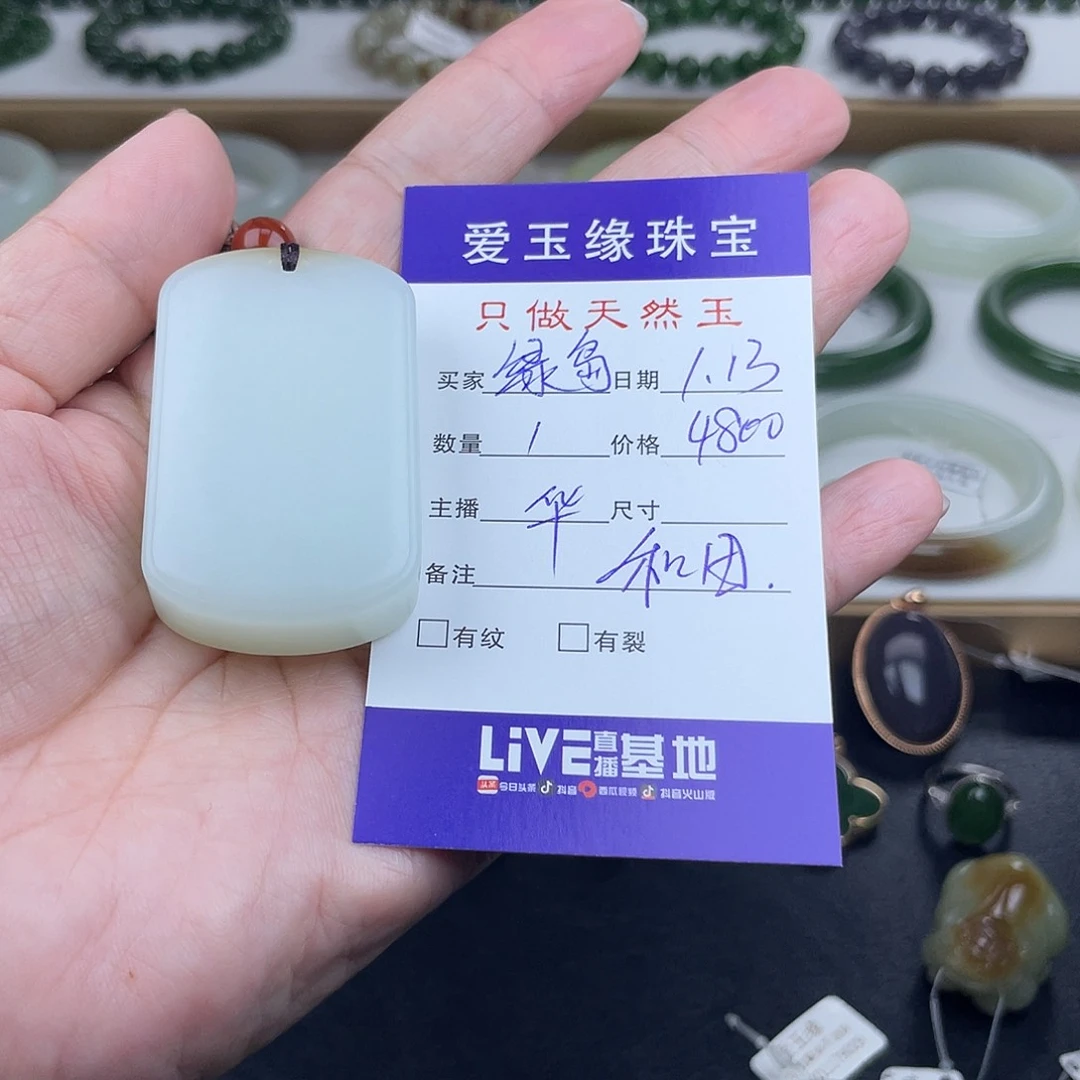 爱玉缘珠宝
只做天然玉
买家 绿岛 日期 1.13
数量 1 价格 4800
主播 华 尺寸
备注 和田.
有纹 有裂
LiVE直播基地
头条 今日头条 抖音 西瓜视频 抖音火山版